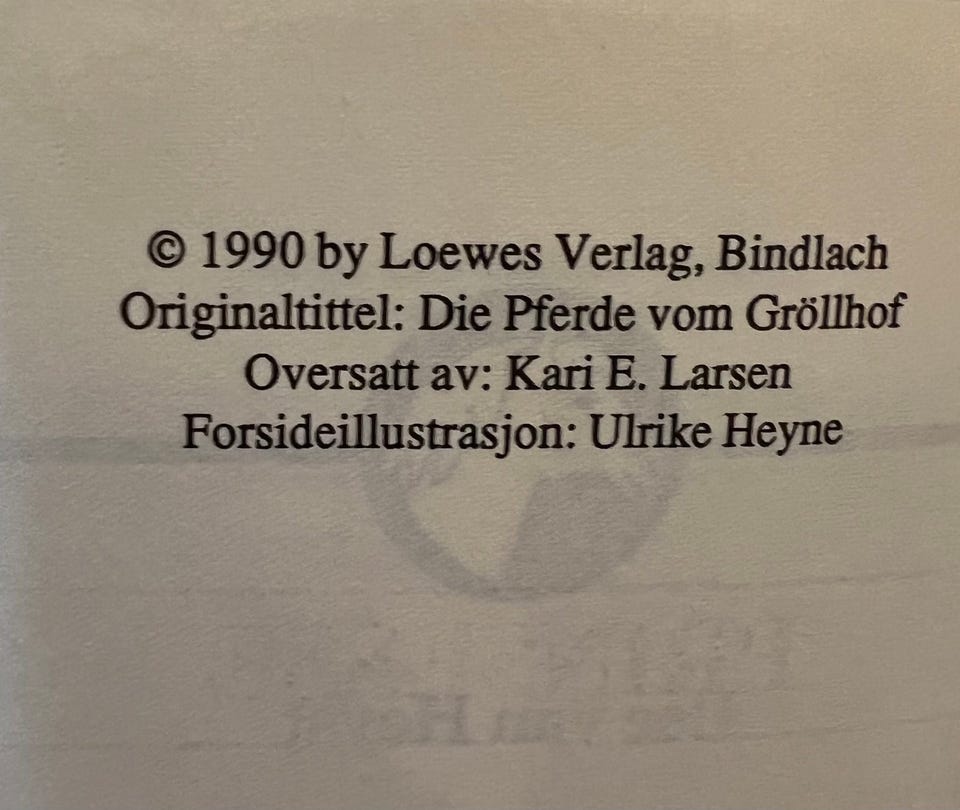 © 1990 by Loewes Verlag, Bindlach
Originaltittel: Die Pferde vom Gröllhof
Oversatt av: Kari E. Larsen
Forsideillustrasjon: Ulrike Heyne